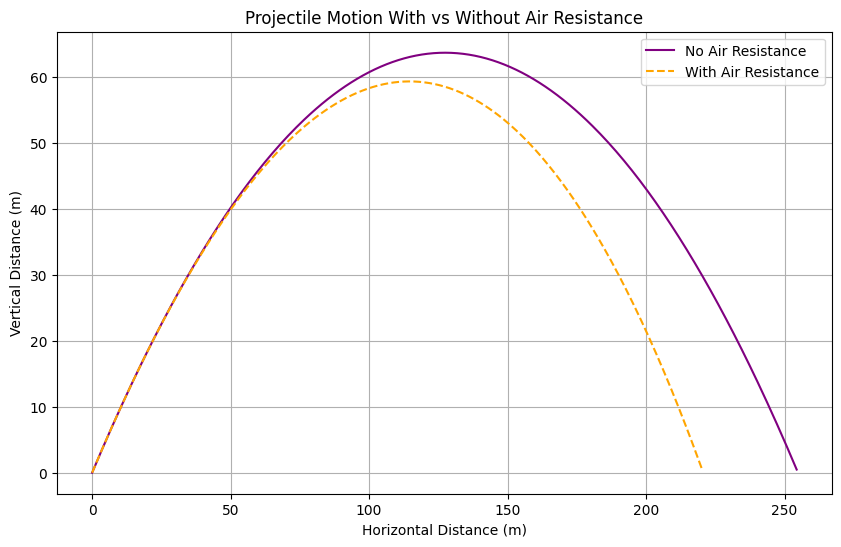 Projectile Motion With vs Without Air Resistance
No Air Resistance
With Air Resistance
Vertical Distance (m)
60
50
40
30
20
10
0
0 50 100 150 200 250
Horizontal Distance (m)